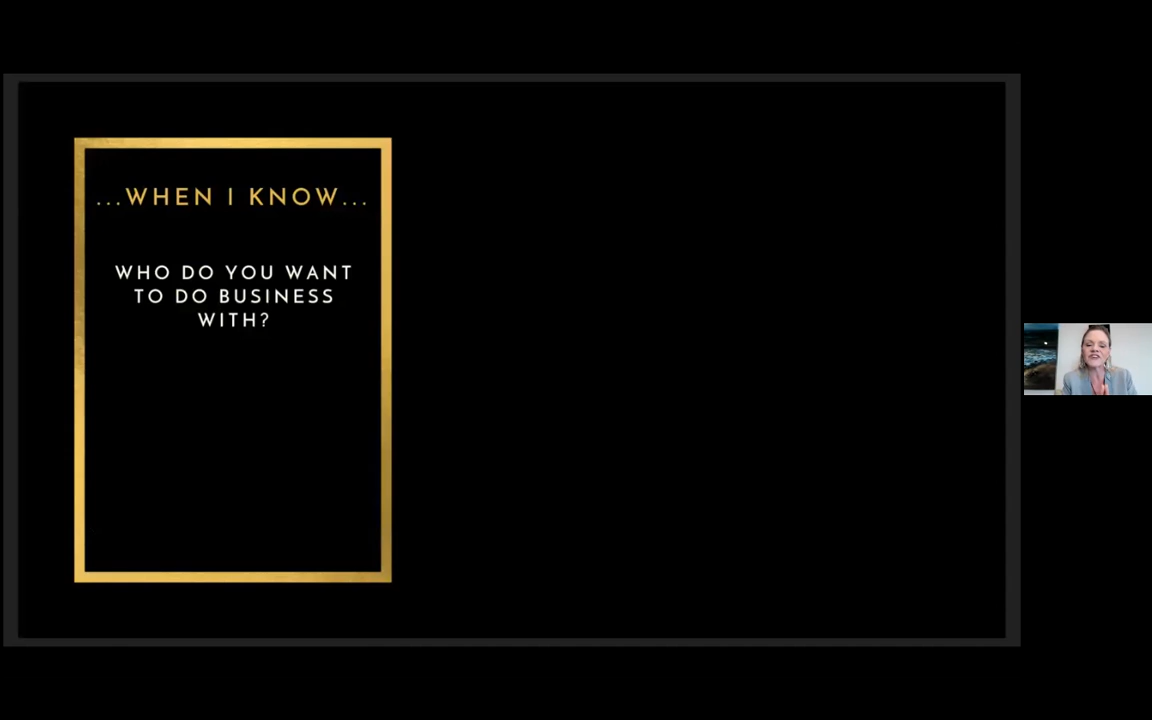 ...WHEN I KNOW...
WHO DO YOU WANT
TO DO BUSINESS
WITH?